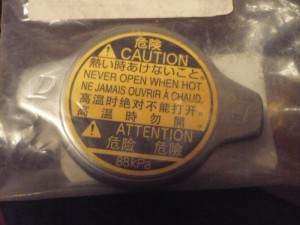 危険
CAUTION
熱い時あけないこと。
NEVER OPEN WHEN HOT.
NE JAMAIS OUVRIR À CHAUD.
高温时绝对不能打开。
高溫時勿開
ATTENTION
危险 危險
88kPa